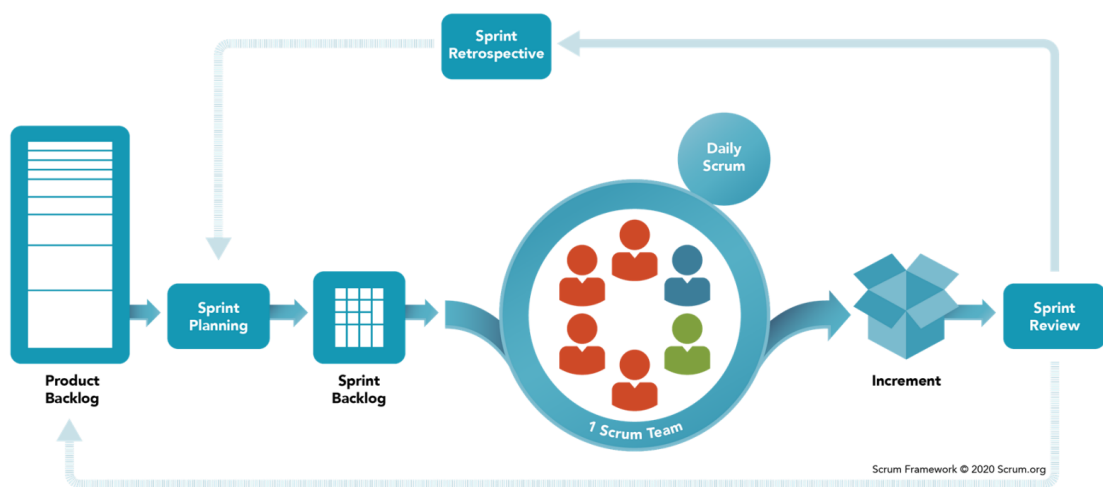 Sprint
Retrospective
Daily
Scrum
Sprint
Planning
Sprint
Review
Product
Backlog
Sprint
Backlog
1 Scrum Team
Increment
Scrum Framework © 2020 Scrum.org